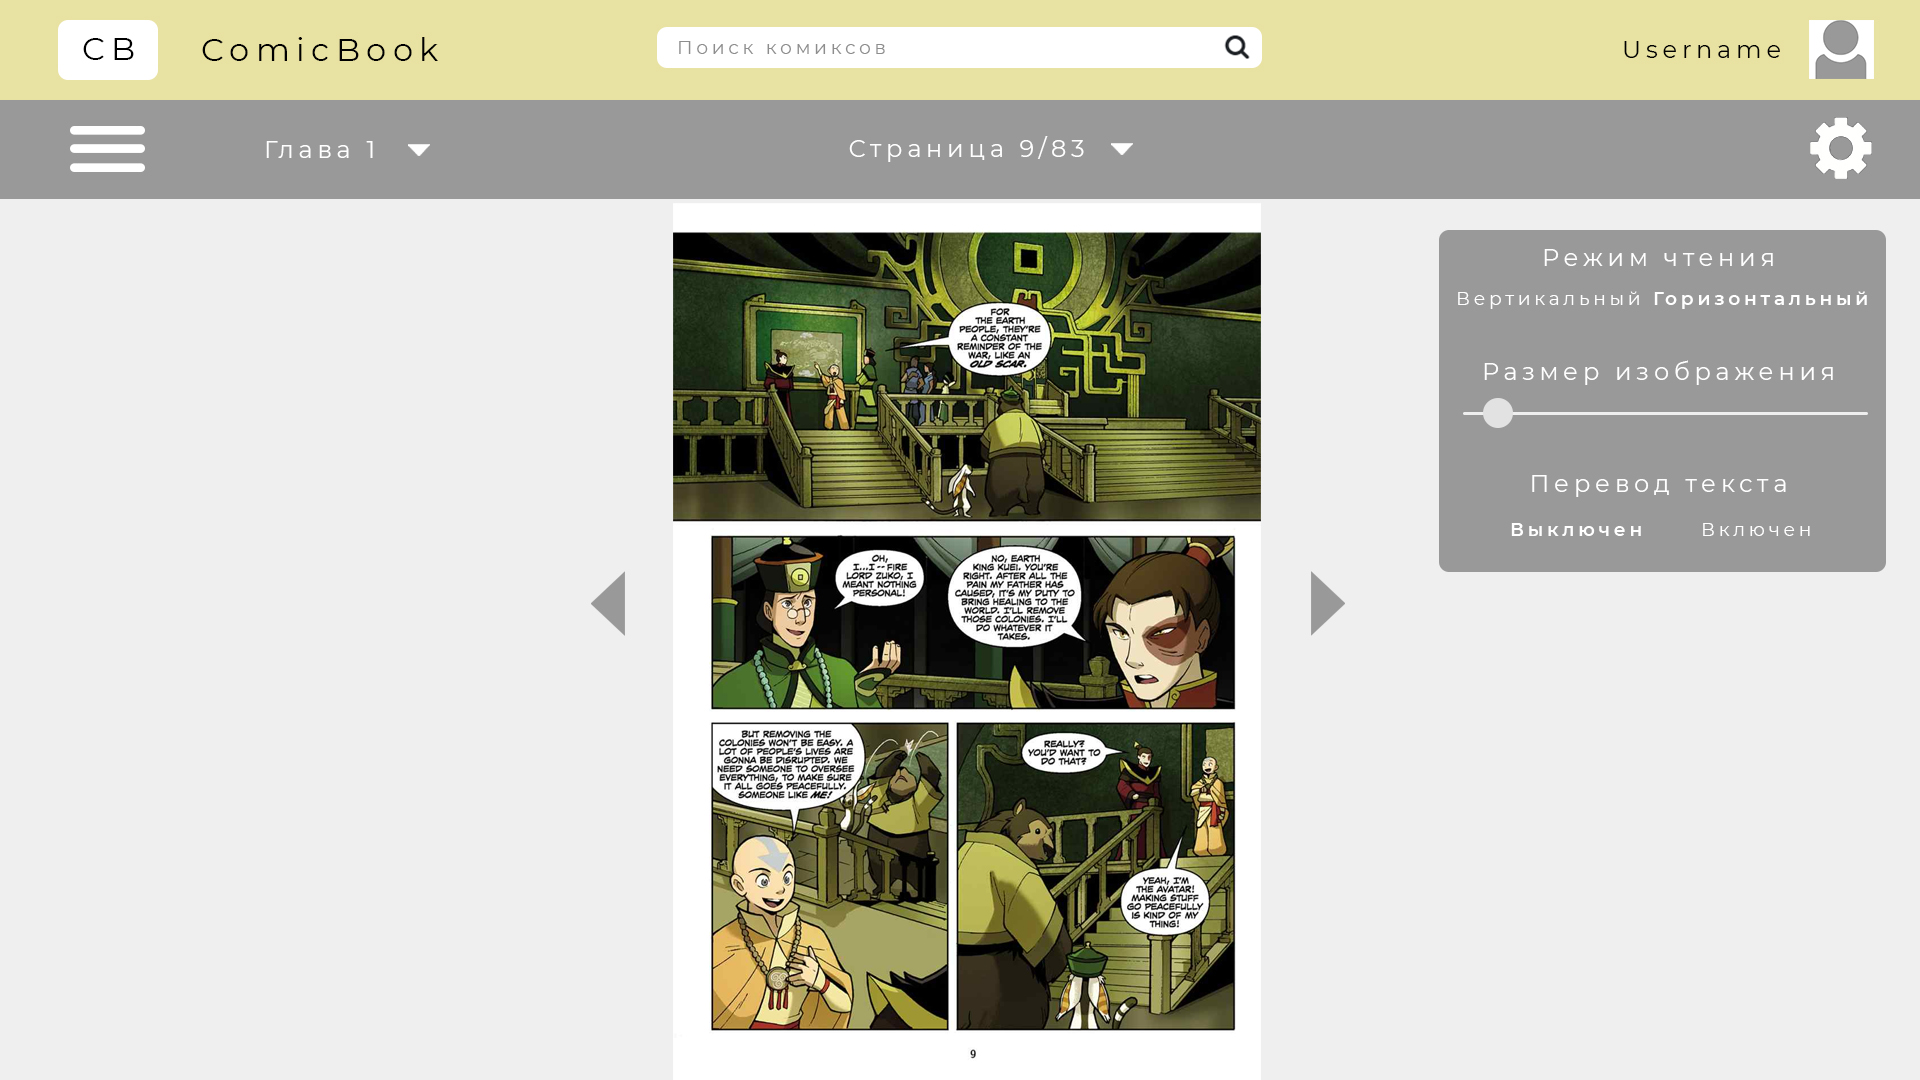 CB
ComicBook
Поиск комиксов
Username
Глава 1
Страница 9/83
Режим чтения
Вертикальный Горизонтальный
Размер изображения
Перевод текста
Выключен Включен
FOR
THE EARTH
PEOPLE, THEY'RE
A CONSTANT
REMINDER OF THE
WAR, LIKE AN
OLD SCAR.
OH,
I...I -- FIRE
LORD ZUKO, I
MEANT NOTHING
PERSONAL!
NO, EARTH
KING KUEI. YOU'RE
RIGHT. AFTER ALL THE
PAIN MY FATHER HAS
CAUSED, IT'S MY DUTY TO
BRING HEALING TO THE
WORLD. I'LL REMOVE
THOSE COLONIES. I'LL
DO WHATEVER IT
TAKES.
BUT REMOVING THE
COLONIES WON'T BE EASY. A
LOT OF PEOPLE'S LIVES ARE
GONNA BE DISRUPTED. WE
NEED SOMEONE TO OVERSEE
EVERYTHING, TO MAKE SURE
IT ALL GOES PEACEFULLY.
SOMEONE LIKE ME!
REALLY?
YOU'D WANT TO
DO THAT?
YEAH, I'M
THE AVATAR!
MAKING STUFF
GO PEACEFULLY
IS KIND OF MY
THING!
9